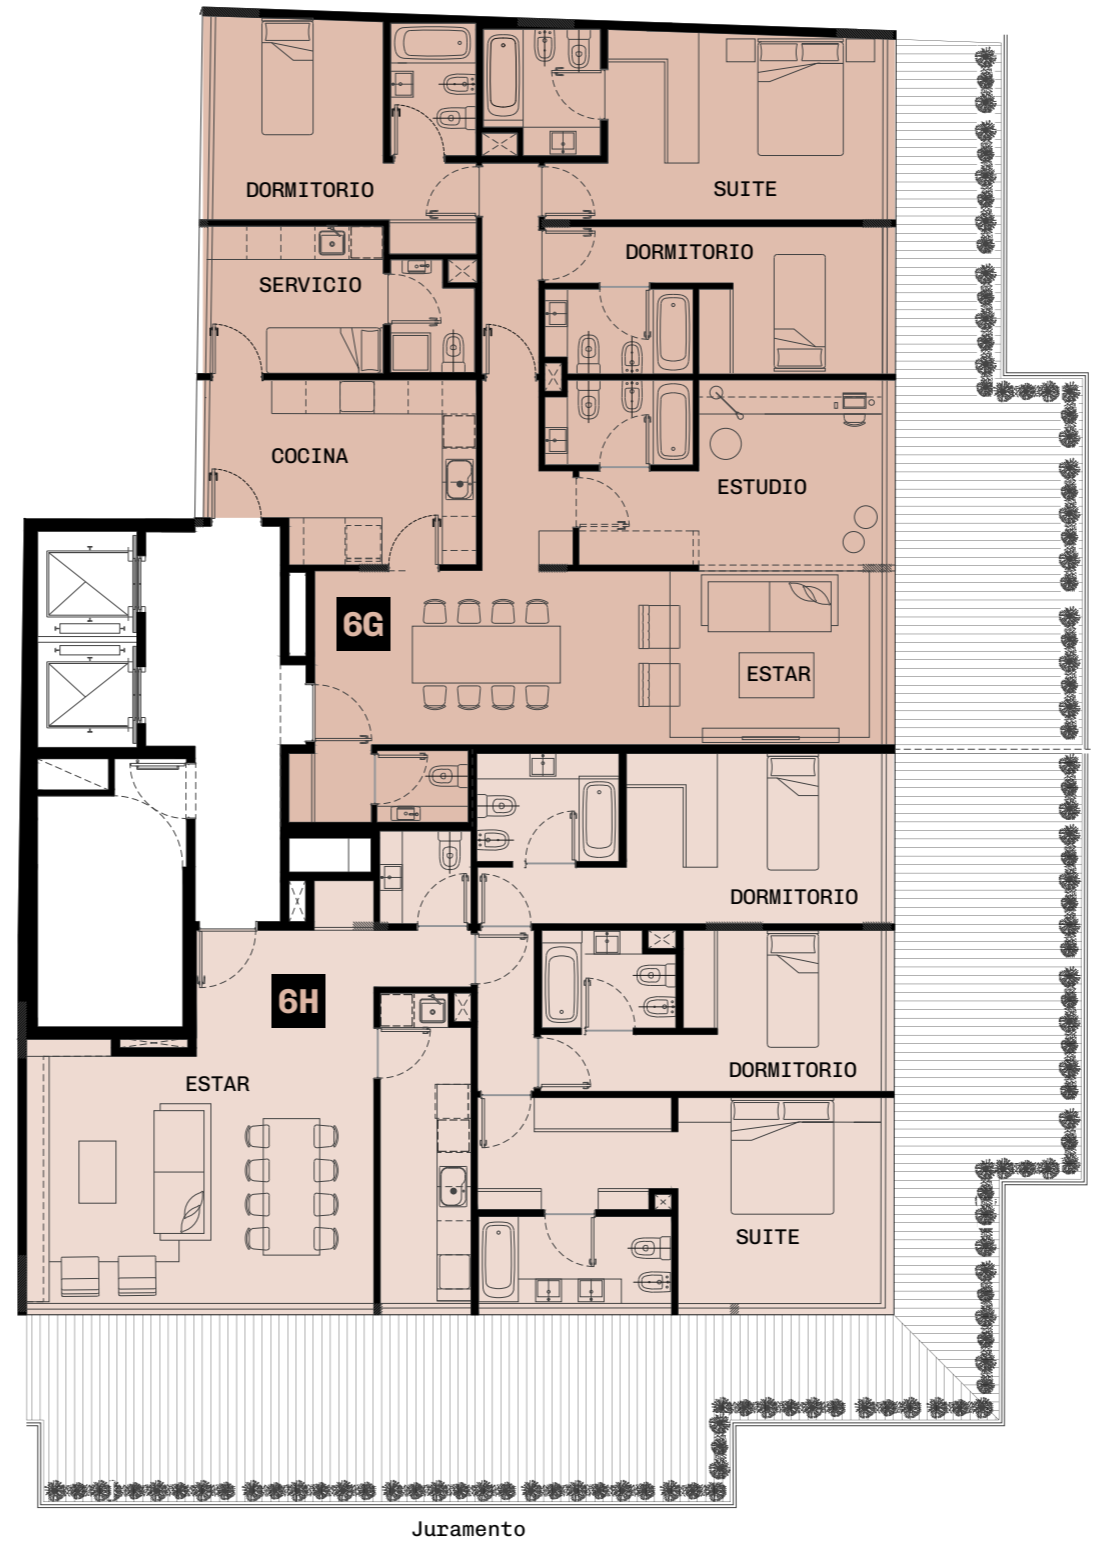 DORMITORIO
SUITE
DORMITORIO
SERVICIO
COCINA
ESTUDIO
6G
ESTAR
DORMITORIO
6H
DORMITORIO
ESTAR
SUITE
Juramento